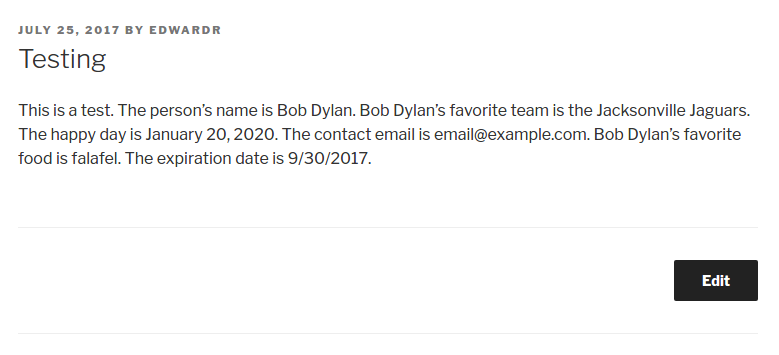 JULY 25, 2017 BY EDWARDR
Testing
This is a test. The person’s name is Bob Dylan. Bob Dylan’s favorite team is the Jacksonville Jaguars.
The happy day is January 20, 2020. The contact email is email@example.com. Bob Dylan’s favorite
food is falafel. The expiration date is 9/30/2017.
Edit